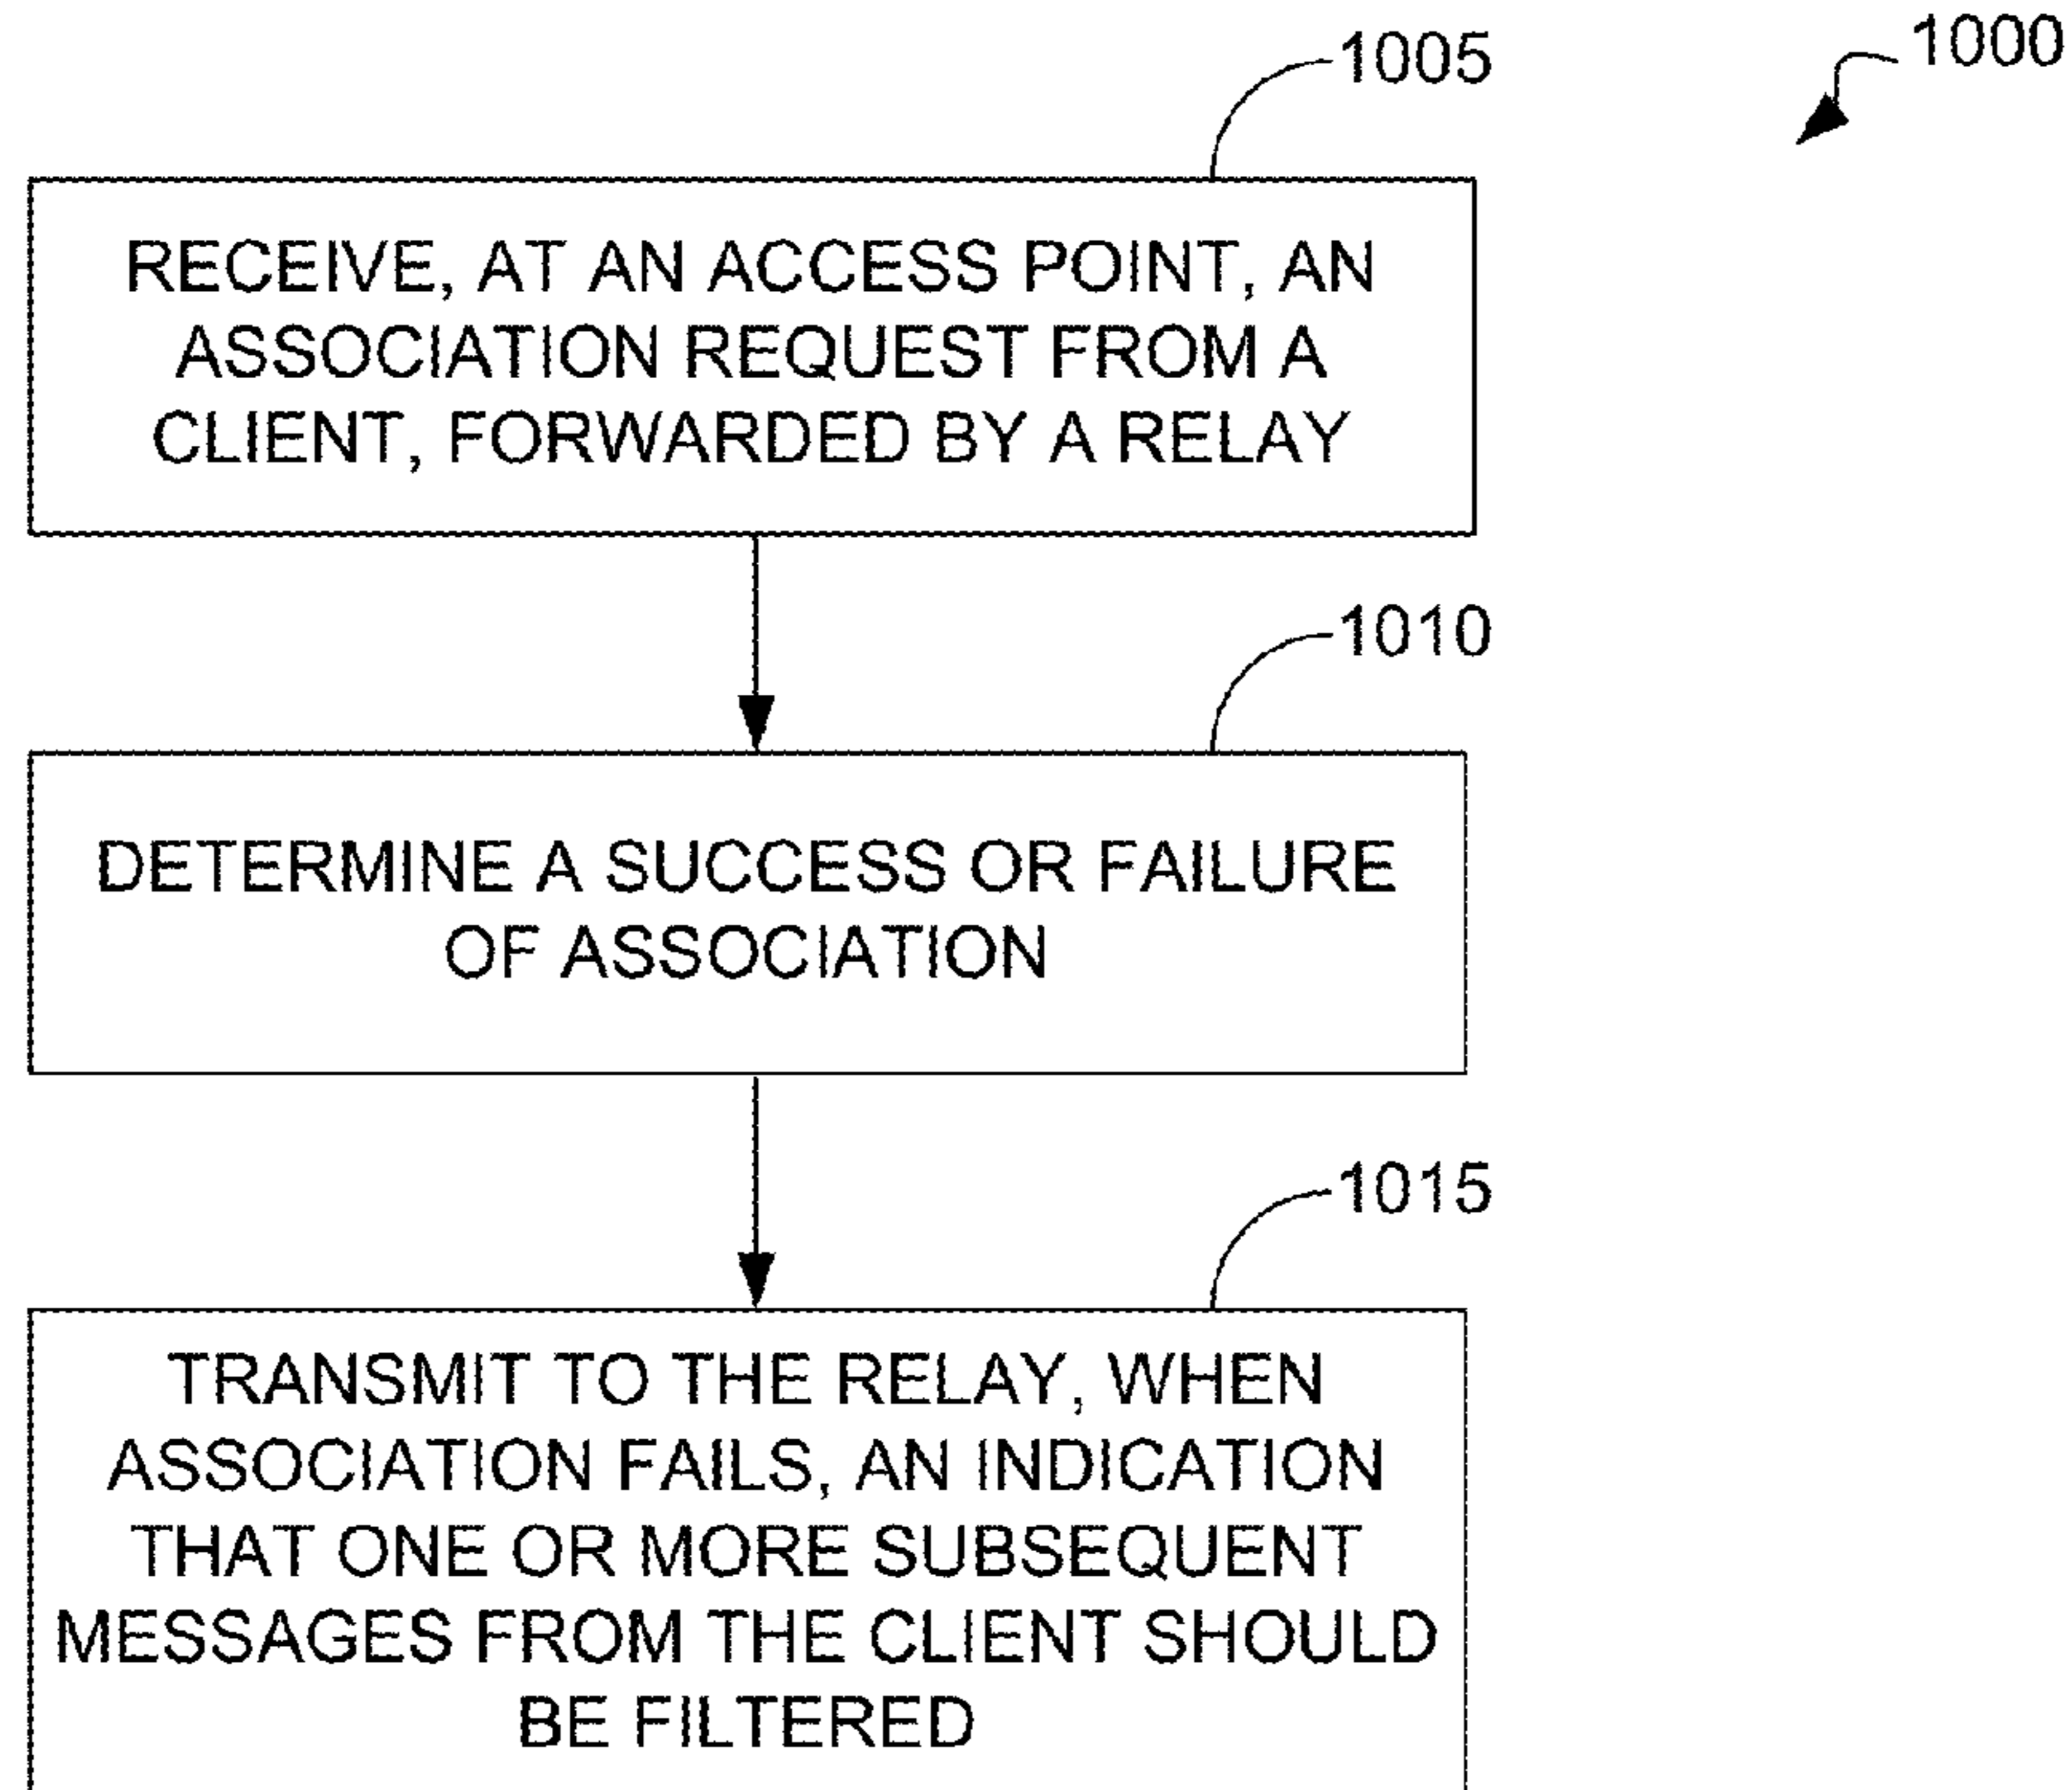 1000
1005
RECEIVE, AT AN ACCESS POINT, AN
ASSOCIATION REQUEST FROM A
CLIENT, FORWARDED BY A RELAY
1010
DETERMINE A SUCCESS OR FAILURE
OF ASSOCIATION
1015
TRANSMIT TO THE RELAY, WHEN
ASSOCIATION FAILS, AN INDICATION
THAT ONE OR MORE SUBSEQUENT
MESSAGES FROM THE CLIENT SHOULD
BE FILTERED